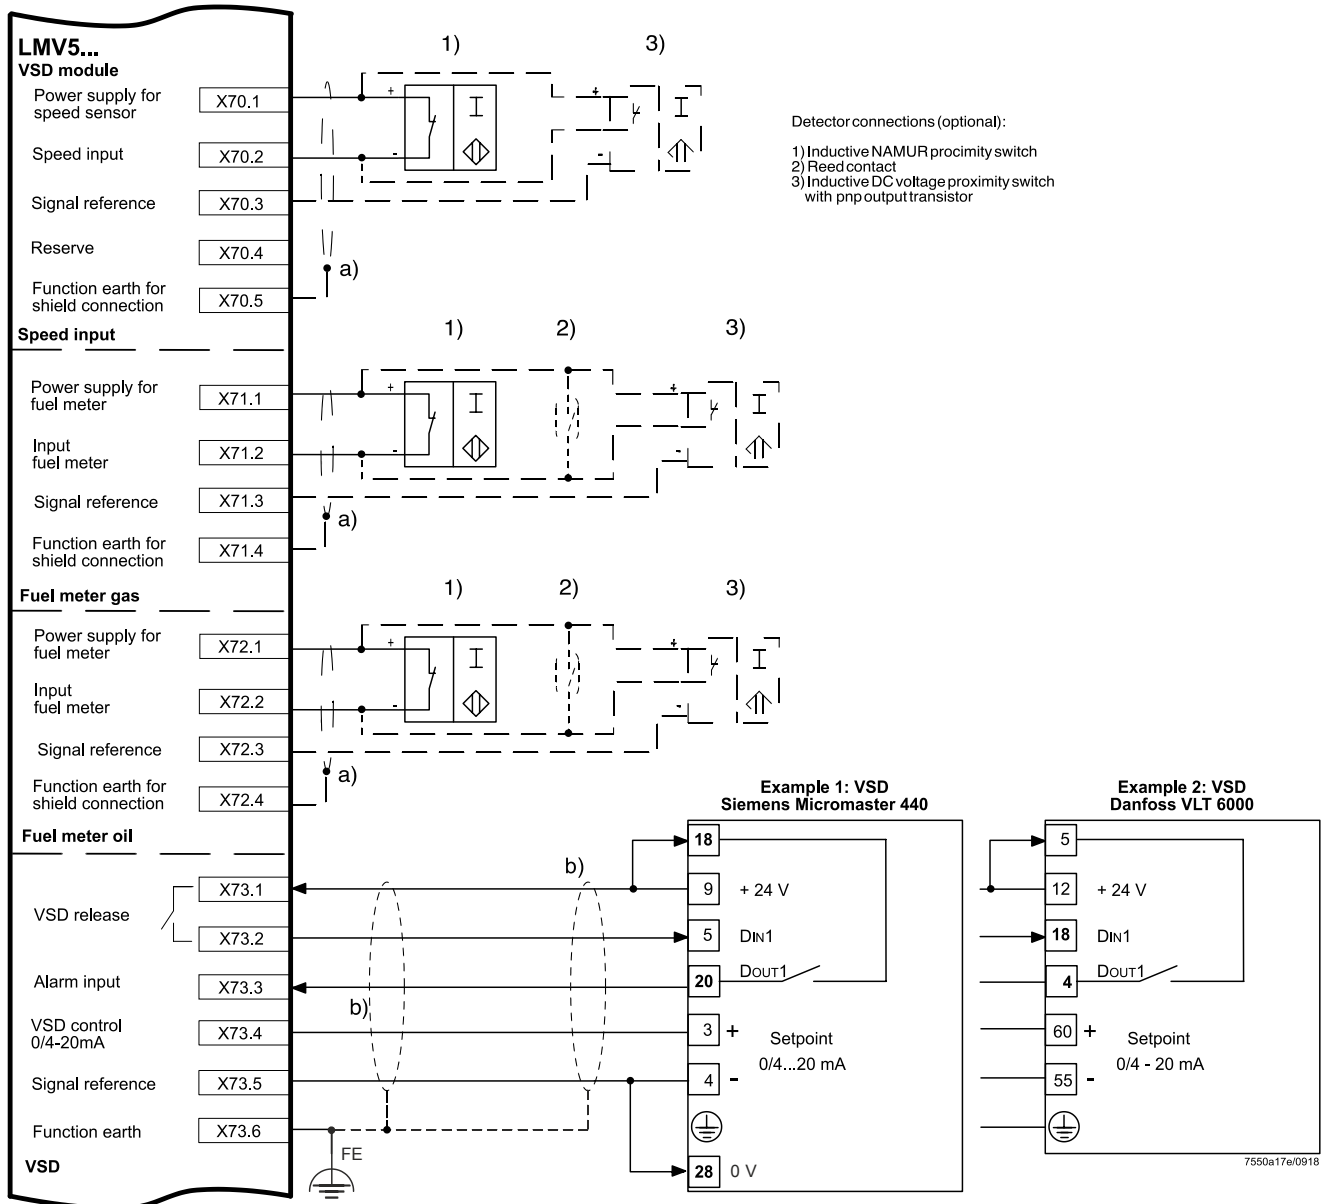 LMV5...
VSD module
Power supply for
speed sensor
X70.1
Speed input
X70.2
Signal reference
X70.3
Reserve
X70.4
Function earth for
shield connection
X70.5
Speed input
1)
3)
+
-
+
-
a)
Detector connections (optional):
1) Inductive NAMUR procimity switch
2) Reed contact
3) Inductive DC voltage proximity switch
with pnp output transistor
Power supply for
fuel meter
X71.1
Input
fuel meter
X71.2
Signal reference
X71.3
Function earth for
shield connection
X71.4
Fuel meter gas
1)
2)
3)
+
-
+
-
a)
Power supply for
fuel meter
X72.1
Input
fuel meter
X72.2
Signal reference
X72.3
Function earth for
shield connection
X72.4
Fuel meter oil
1)
2)
3)
+
-
+
-
a)
VSD release
X73.1
X73.2
Alarm input
X73.3
VSD control
0/4-20mA
X73.4
Signal reference
X73.5
Function earth
X73.6
VSD
b)
b)
FE
Example 1: VSD
Siemens Micromaster 440
18
9 + 24 V
5 DIN1
20 DOUT1
3 +
Setpoint
0/4...20 mA
4 -
28 0 V
Example 2: VSD
Danfoss VLT 6000
5
12 + 24 V
18 DIN1
4 DOUT1
60 +
Setpoint
0/4 - 20 mA
55 -
7550a17e/0918